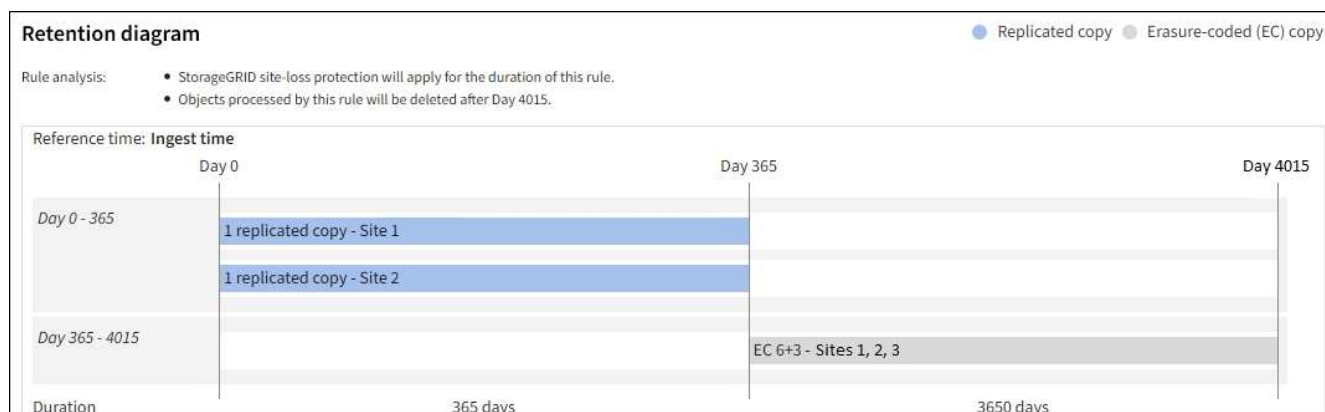 Retention diagram
Replicated copy Erasure-coded (EC) copy
Rule analysis:
• StorageGRID site-loss protection will apply for the duration of this rule.
• Objects processed by this rule will be deleted after Day 4015.
Reference time: Ingest time
Day 0 Day 365 Day 4015
Day 0 - 365
1 replicated copy - Site 1
1 replicated copy - Site 2
Day 365 - 4015
EC 6+3 - Sites 1, 2, 3
Duration 365 days 3650 days